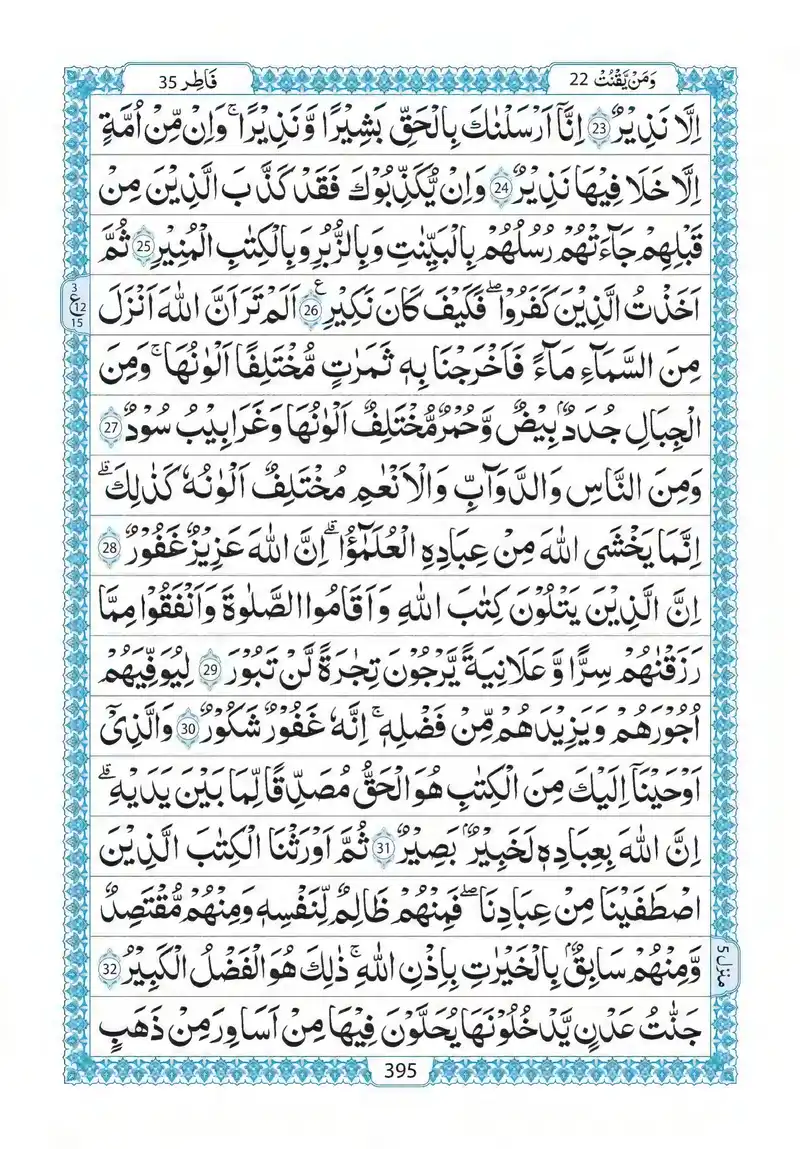 وَمَنْ يَّقْنُتْ 22
فَاطِر 35
اِلَّا نَذِيْرٌ 23 اِنَّاۤ اَرْسَلْنٰكَ بِالْحَقِّ بَشِيْرًا وَّنَذِيْرًا ؕ وَاِنْ مِّنْ اُمَّةٍ
اِلَّا خَلَا فِيْهَا نَذِيْرٌ 24 وَاِنْ يُّكَذِّبُوْكَ فَقَدْ كَذَّبَ الَّذِيْنَ مِنْ
قَبْلِهِمْ جَآءَتْهُمْ رُسُلُهُمْ بِالْبَيِّنٰتِ وَبِالزُّبُرِ وَبِالْكِتٰبِ الْمُنِيْرِ 25 ثُمَّ
اَخَذْتُ الَّذِيْنَ كَفَرُوْا ۖ فَكَيْفَ كَانَ نَكِيْرِ 26 ع اَلَمْ تَرَ اَنَّ اللّٰهَ اَنْزَلَ
3 ع 12 15
مِنَ السَّمَآءِ مَآءً فَاَخْرَجْنَا بِهٖ ثَمَرٰتٍ مُّخْتَلِفًا اَلْوَانُهَا ؕ وَمِنَ
الْجِبَالِ جُدَدٌۢ بِيْضٌ وَّحُمْرٌ مُّخْتَلِفٌ اَلْوَانُهَا وَغَرَابِيْبُ سُوْدٌ 27
وَمِنَ النَّاسِ وَالدَّوَآبِّ وَالْاَنْعٰمِ مُخْتَلِفٌ اَلْوَانُهٗ كَذٰلِكَ ؕ
اِنَّمَا يَخْشَى اللّٰهَ مِنْ عِبَادِهِ الْعُلَمٰٓؤُا ؕ اِنَّ اللّٰهَ عَزِيْزٌ غَفُوْرٌ 28
اِنَّ الَّذِيْنَ يَتْلُوْنَ كِتٰبَ اللّٰهِ وَاَقَامُوا الصَّلٰوةَ وَاَنْفَقُوْا مِمَّا
رَزَقْنٰهُمْ سِرًّا وَّعَلَانِيَةً يَّرْجُوْنَ تِجَارَةً لَّنْ تَبُوْرَ 29 لِيُوَفِّيَهُمْ
اُجُوْرَهُمْ وَيَزِيْدَهُمْ مِّنْ فَضْلِهٖ ؕ اِنَّهٗ غَفُوْرٌ شَكُوْرٌ 30 وَالَّذِيْۤ
اَوْحَيْنَاۤ اِلَيْكَ مِنَ الْكِتٰبِ هُوَ الْحَقُّ مُصَدِّقًا لِّمَا بَيْنَ يَدَيْهِ ؕ
اِنَّ اللّٰهَ بِعِبَادِهٖ لَخَبِيْرٌۢ بَصِيْرٌ 31 ثُمَّ اَوْرَثْنَا الْكِتٰبَ الَّذِيْنَ
اصْطَفَيْنَا مِنْ عِبَادِنَا ۖ فَمِنْهُمْ ظَالِمٌ لِّنَفْسِهٖ وَمِنْهُمْ مُّقْتَصِدٌ
وَّمِنْهُمْ سَابِقٌۢ بِالْخَيْرٰتِ بِاِذْنِ اللّٰهِ ؕ ذٰلِكَ هُوَ الْفَضْلُ الْكَبِيْرُ 32
منزل 5
جَنّٰتُ عَدْنٍ يَّدْخُلُوْنَهَا يُحَلَّوْنَ فِيْهَا مِنْ اَسَاوِرَ مِنْ ذَهَبٍ
395